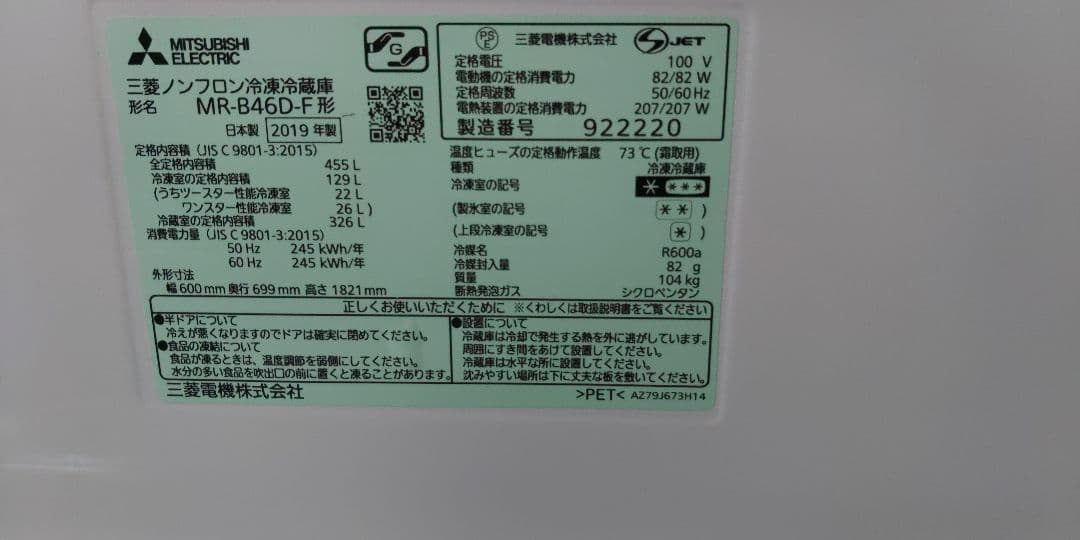 MITSUBISHI
ELECTRIC
G
三菱ノンフロン冷凍冷蔵庫
形名 MR-B46D-F形
日本製 2019年製
PS
E
三菱電機株式会社 S JET
定格電圧 100 V
電動機の定格消費電力 82/82 W
定格周波数 50/60 Hz
電熱装置の定格消費電力 207/207 W
製造番号 922220
定格内容積 (JIS C 9801-3:2015)
全定格内容積 455 L
冷凍室の定格内容積 129 L
(うちツースター性能冷凍室 22 L
ワンスター性能冷凍室 26 L)
冷蔵室の定格内容積 326 L
消費電力量 (JIS C 9801-3:2015)
50 Hz 245 kWh/年
60 Hz 245 kWh/年
外形寸法
幅 600 mm 奥行 699 mm 高さ 1821 mm
温度ヒューズの定格動作温度 73℃ (霜取用)
種類 冷凍冷蔵庫
冷凍室の記号 * ***
(製氷室の記号 ** )
(上段冷凍室の記号 * )
冷媒名 R600a
冷媒封入量 82 g
質量 104 kg
断熱発泡ガス シクロペンタン
正しくお使いいただくために ※くわしくは取扱説明書をご覧ください
●半ドアについて
冷えが悪くなりますのでドアは確実に閉めてください。
●食品の凍結について
食品が凍るときは、温度調節を弱側にしてください。
水分の多い食品を吹出口の前に置くと凍ることがあります。
●設置について
冷蔵庫は冷却で発生する熱を外に逃がしています。
周囲にすき間をあけて設置してください。
冷蔵庫は水平な所に設置してください。
沈みやすい場所は下に丈夫な板を敷いてください。
三菱電機株式会社
>PET< AZ79J673H14